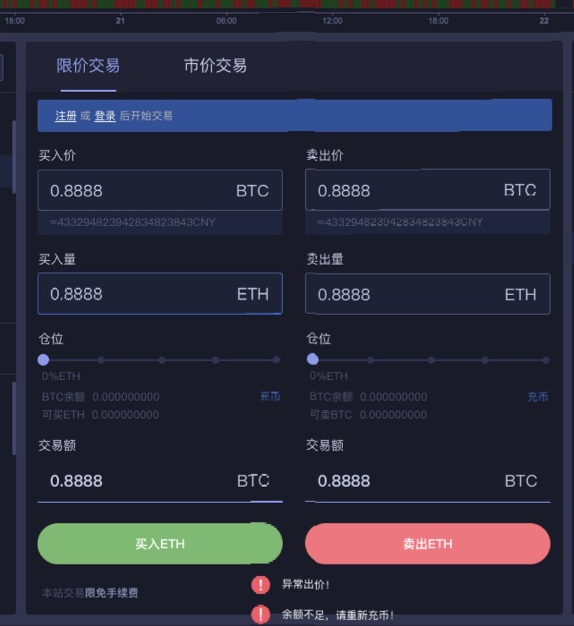 18:00 21 06:00 12:00 18:00 22
限价交易 市价交易
注册 或 登录 后开始交易
买入价 卖出价
0.8888 BTC 0.8888 BTC
≈433294823942834823843CNY ≈433294823942834823843CNY
买入量 卖出量
0.8888 ETH 0.8888 ETH
仓位 仓位
0%ETH 0%ETH
BTC余额 0.000000000 充币 BTC余额 0.000000000 充币
可买ETH 0.000000000 可卖BTC 0.000000000
交易额 交易额
0.8888 BTC 0.8888 BTC
买入ETH 卖出ETH
本站交易限免手续费
! 异常出价!
! 余额不足，请重新充币!